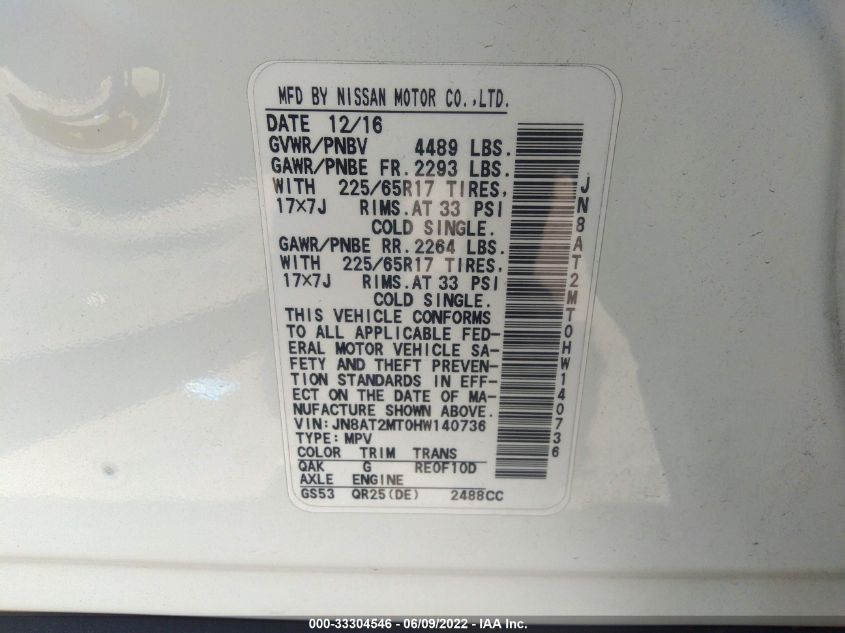 MFD BY NISSAN MOTOR CO.,LTD.
DATE 12/16
GVWR/PNBV 4489 LBS.
GAWR/PNBE FR. 2293 LBS.
WITH 225/65R17 TIRES,
17×7J RIMS.AT 33 PSI
COLD SINGLE.
GAWR/PNBE RR. 2264 LBS.
WITH 225/65R17 TIRES,
17×7J RIMS.AT 33 PSI
COLD SINGLE.
THIS VEHICLE CONFORMS
TO ALL APPLICABLE FED-
ERAL MOTOR VEHICLE SA-
FETY AND THEFT PREVEN-
TION STANDARDS IN EFF-
ECT ON THE DATE OF MA-
NUFACTURE SHOWN ABOVE.
VIN:JN8AT2MT0HW140736
TYPE:MPV
COLOR TRIM TRANS
QAK G RE0F10D
AXLE ENGINE
GS53 QR25(DE) 2488CC
JN8AT2MT0HW140736
000-33304546 - 06/09/2022 - IAA Inc.